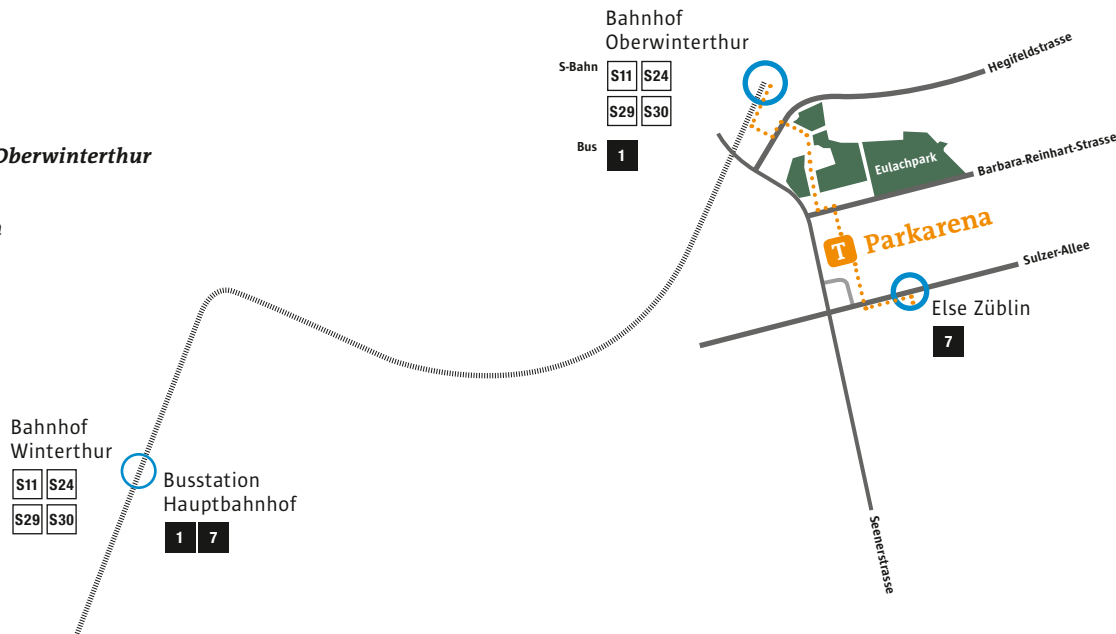 Bahnhof
Oberwinterthur
S-Bahn
S11 S24
S29 S30
Bus
1
Hegifeldstrasse
Eulachpark
Barbara-Reinhart-Strasse
T Parkarena
Sulzer-Allee
Else Züblin
7
Seenerstrasse
Oberwinterthur
Bahnhof
Winterthur
S11 S24
S29 S30
Busstation
Hauptbahnhof
1 7